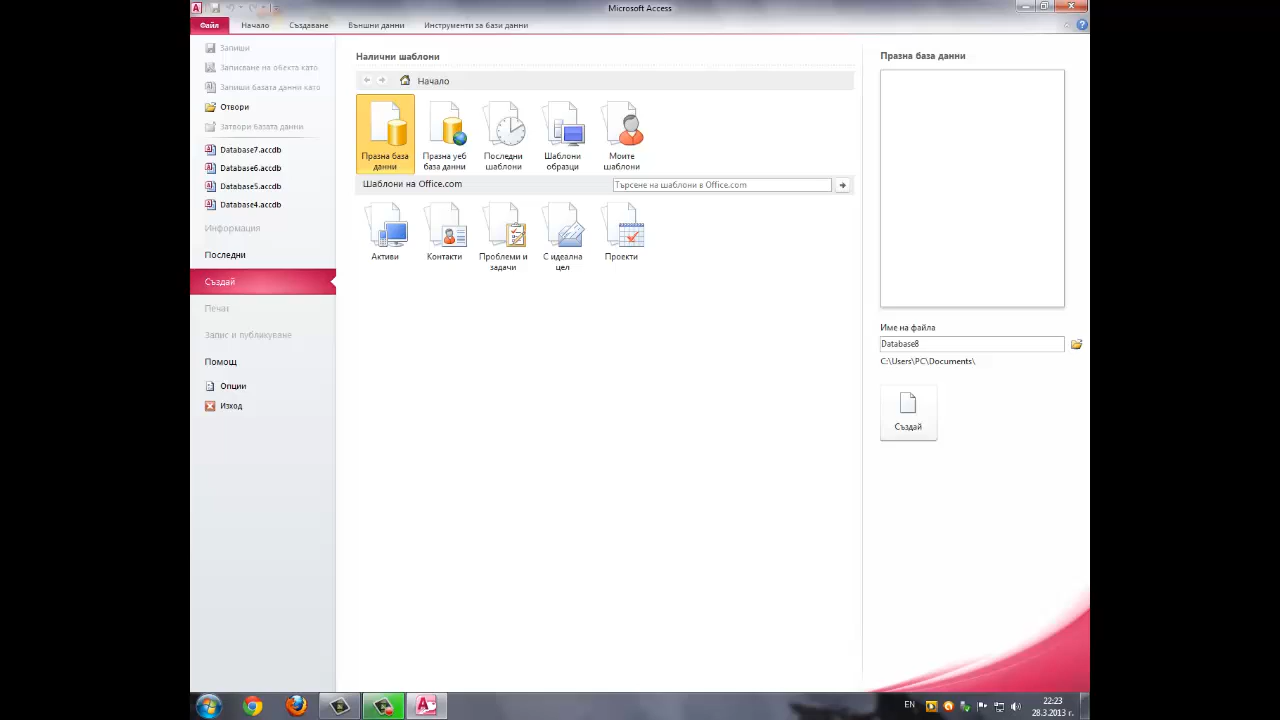 Microsoft Access
Файл Начало Създаване Външни данни Инструменти за бази данни
Запиши
Записване на обекта като
Запиши базата данни като
Отвори
Затвори базата данни
Database7.accdb
Database6.accdb
Database5.accdb
Database4.accdb
Информация
Последни
Създай
Печат
Запис и публикуване
Помощ
Опции
Изход
Налични шаблони
Начало
Празна база данни
Празна уеб база данни
Последни шаблони
Шаблони образци
Моите шаблони
Шаблони на Office.com
Търсене на шаблони в Office.com
Активи
Контакти
Проблеми и задачи
С идеална цел
Проекти
Празна база данни
Име на файла
Database8
C:\Users\PC\Documents\
Създай
EN
22:23
28.3.2013 г.